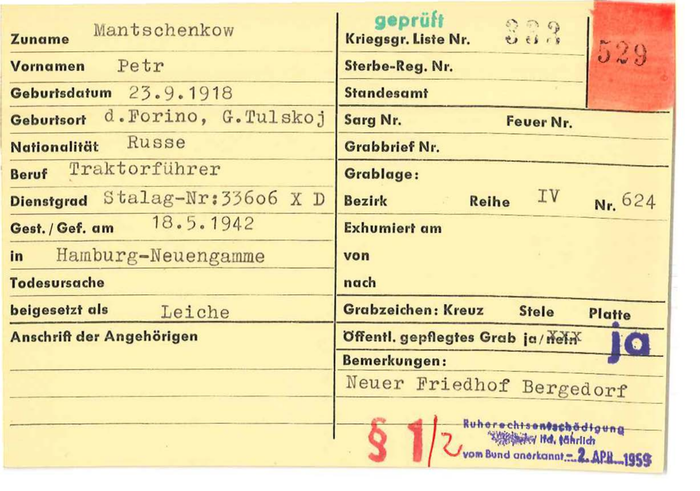 Zuname Mantschenkow
Vornamen Petr
Geburtsdatum 23.9.1918
Geburtsort d.Forino, G.Tulskoj
Nationalität Russe
Beruf Traktorführer
Dienstgrad Stalag-Nr:33606 X D
Gest./Gef. am 18.5.1942
in Hamburg-Neuengamme
Todesursache
beigesetzt als Leiche
Anschrift der Angehörigen
geprüft
Kriegsgr. Liste Nr. 529
Sterbe-Reg. Nr.
Standesamt
Sarg Nr. Feuer Nr.
Grabbrief Nr.
Grablage:
Bezirk Reihe IV Nr. 624
Exhumiert am
von
nach
Grabzeichen: Kreuz Stele Platte
Öffentl. gepflegtes Grab ja/nein ja
Bemerkungen:
Neuer Friedhof Bergedorf
§ 1/2
Ruherechtsentschädigung
lfd. jährlich
vom Bund anerkannt - 2. APR. 1959